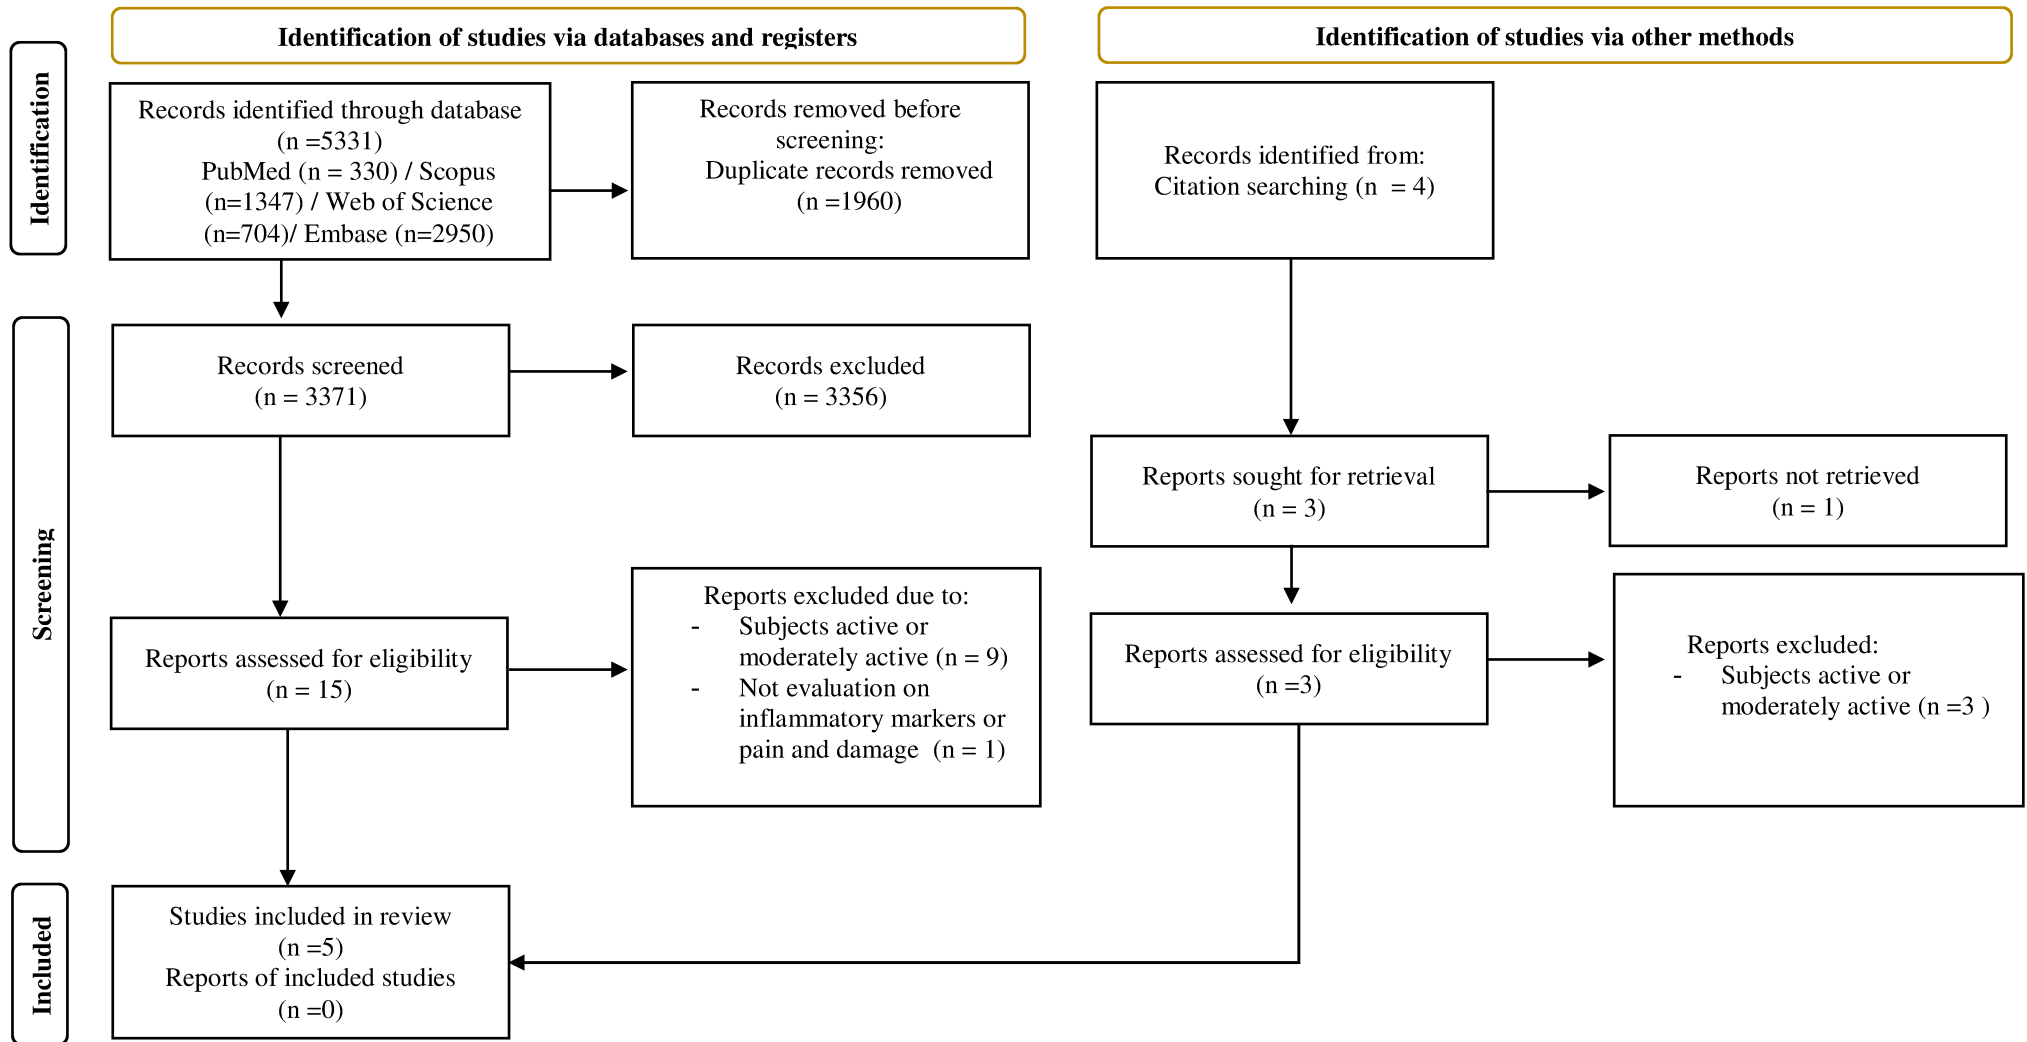 Identification of studies via databases and registers
Identification of studies via other methods
Identification
Records identified through database
(n =5331)
PubMed (n = 330) / Scopus
(n=1347) / Web of Science
(n=704)/ Embase (n=2950)
Records removed before
screening:
Duplicate records removed
(n =1960)
Records identified from:
Citation searching (n = 4)
Screening
Records screened
(n = 3371)
Records excluded
(n = 3356)
Reports sought for retrieval
(n = 3)
Reports not retrieved
(n = 1)
Reports assessed for eligibility
(n = 15)
Reports excluded due to:
- Subjects active or
moderately active (n = 9)
- Not evaluation on
inflammatory markers or
pain and damage (n = 1)
Reports assessed for eligibility
(n =3)
Reports excluded:
- Subjects active or
moderately active (n =3 )
Included
Studies included in review
(n =5)
Reports of included studies
(n =0)